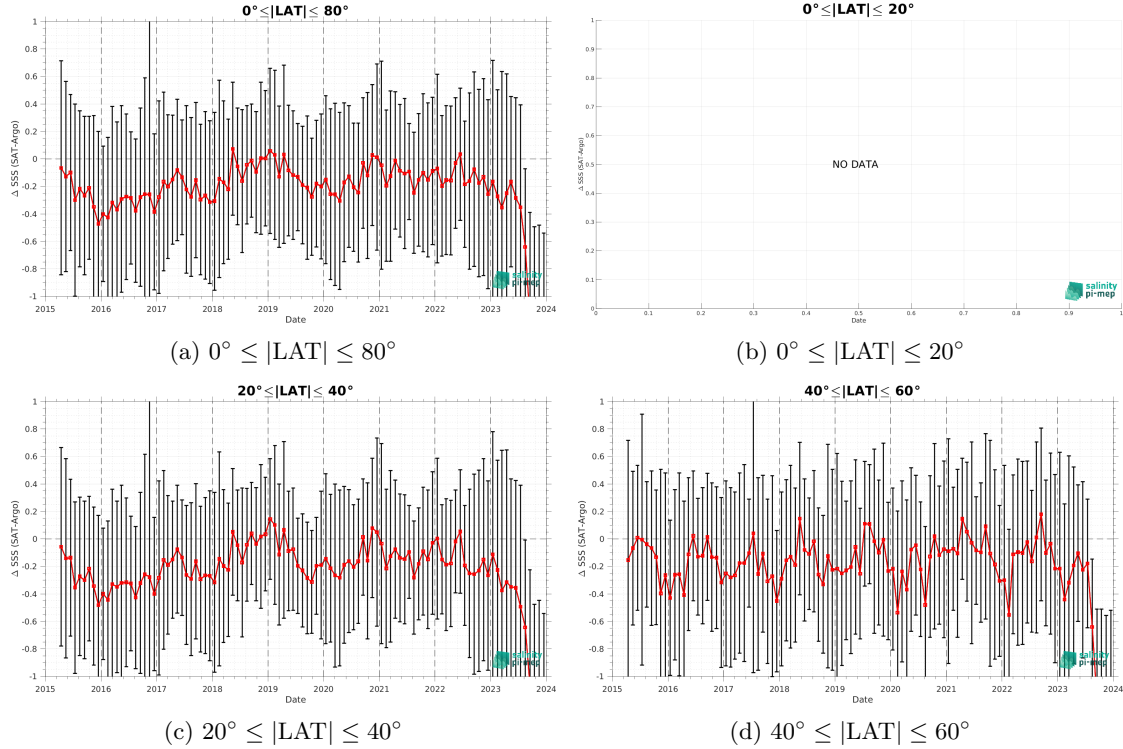 0°≤|LAT|≤ 80°
Δ SSS (SAT-Argo)
1
0.8
0.6
0.4
0.2
0
-0.2
-0.4
-0.6
-0.8
-1
2015 2016 2017 2018 2019 2020 2021 2022 2023 2024
Date
salinity
pi-mep
(a) 0° ≤ |LAT| ≤ 80°
0°≤|LAT|≤ 20°
Δ SSS (SAT-Argo)
1
0.9
0.8
0.7
0.6
0.5
0.4
0.3
0.2
0.1
0
NO DATA
0 0.1 0.2 0.3 0.4 0.5 0.6 0.7 0.8 0.9 1
Date
salinity
pi-mep
(b) 0° ≤ |LAT| ≤ 20°
20°≤|LAT|≤ 40°
Δ SSS (SAT-Argo)
1
0.8
0.6
0.4
0.2
0
-0.2
-0.4
-0.6
-0.8
-1
2015 2016 2017 2018 2019 2020 2021 2022 2023 2024
Date
salinity
pi-mep
(c) 20° ≤ |LAT| ≤ 40°
40°≤|LAT|≤ 60°
Δ SSS (SAT-Argo)
1
0.8
0.6
0.4
0.2
0
-0.2
-0.4
-0.6
-0.8
-1
2015 2016 2017 2018 2019 2020 2021 2022 2023 2024
Date
salinity
pi-mep
(d) 40° ≤ |LAT| ≤ 60°